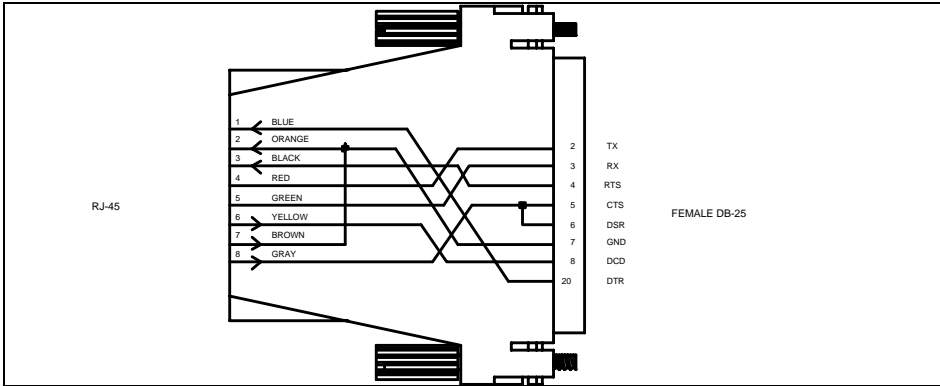 1 BLUE
2 ORANGE
3 BLACK
4 RED
5 GREEN
6 YELLOW
7 BROWN
8 GRAY
RJ-45
2 TX
3 RX
4 RTS
5 CTS
6 DSR
7 GND
8 DCD
20 DTR
FEMALE DB-25